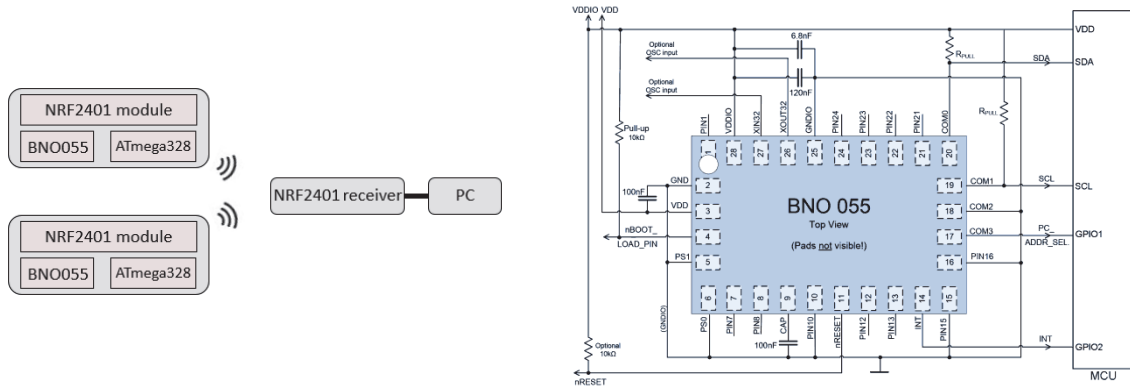 NRF2401 module
BNO055
ATmega328
NRF2401 receiver
PC
NRF2401 module
BNO055
ATmega328
VDDIO VDD
6.8nF
Optional
OSC input
Optional
OSC input
120nF
RPULL
RPULL
VDD
SDA
SDA
Pull-up
10kΩ
PIN1
VDDIO
XIN32
XOUT32
GNDIO
PIN24
PIN23
PIN22
PIN21
COM0
1
28
27
26
25
24
23
22
21
20
100nF
GND
2
VDD
3
nBOOT_
LOAD_PIN
4
PS1
5
BNO 055
Top View
(Pads not visible!)
19
COM1
SCL
SCL
18
COM2
17
COM3
PC_
ADDR_SEL
GPIO1
16
PIN16
6
7
8
9
10
11
12
13
14
15
(GNDIO)
PS0
PIN7
PIN8
CAP
PIN10
nRESET
PIN12
PIN13
INT
PIN15
100nF
Optional
10kΩ
nRESET
INT
GPIO2
MCU